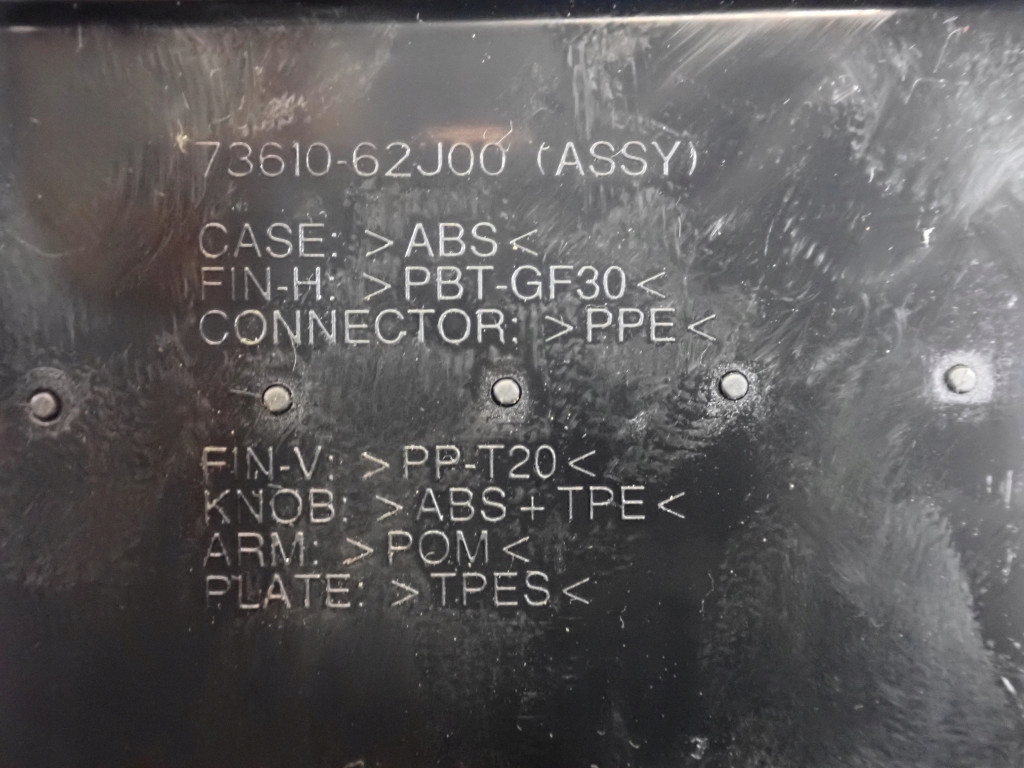 73610-62J00 (ASSY)
CASE: >ABS<
FIN-H: >PBT-GF30<
CONNECTOR: >PPE<
FIN-V: >PP-T20<
KNOB: >ABS+TPE<
ARM: >POM<
PLATE: >TPES<